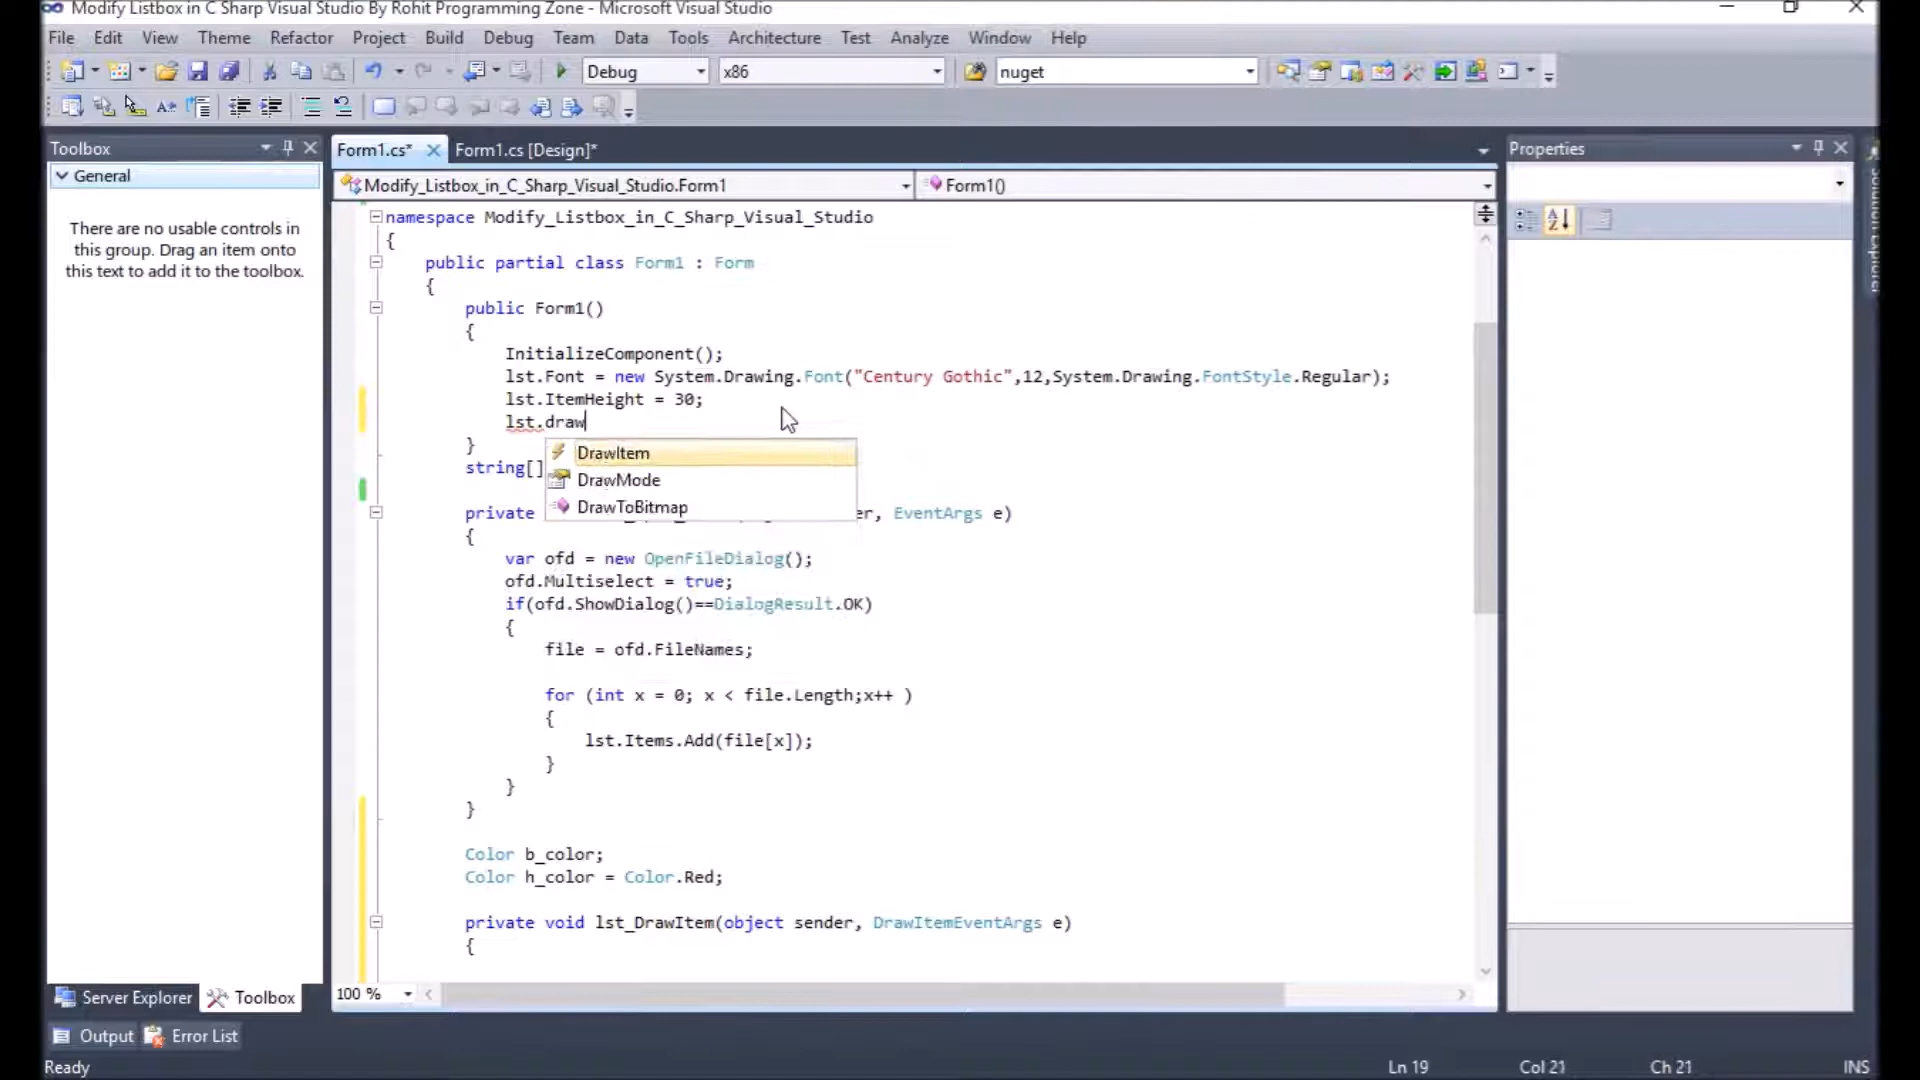 Modify Listbox in C Sharp Visual Studio By Rohit Programming Zone - Microsoft Visual Studio
File Edit View Theme Refactor Project Build Debug Team Data Tools Architecture Test Analyze Window Help
Debug x86 nuget
Toolbox
General
There are no usable controls in
this group. Drag an item onto
this text to add it to the toolbox.
Form1.cs* Form1.cs [Design]*
Modify_Listbox_in_C_Sharp_Visual_Studio.Form1 Form1()
namespace Modify_Listbox_in_C_Sharp_Visual_Studio
{
public partial class Form1 : Form
{
public Form1()
{
InitializeComponent();
lst.Font = new System.Drawing.Font("Century Gothic",12,System.Drawing.FontStyle.Regular);
lst.ItemHeight = 30;
lst.draw
}
DrawItem
DrawMode
DrawToBitmap
string[]
private er, EventArgs e)
{
var ofd = new OpenFileDialog();
ofd.Multiselect = true;
if(ofd.ShowDialog()==DialogResult.OK)
{
file = ofd.FileNames;
for (int x = 0; x < file.Length;x++ )
{
lst.Items.Add(file[x]);
}
}
}
Color b_color;
Color h_color = Color.Red;
private void lst_DrawItem(object sender, DrawItemEventArgs e)
{
100 %
Properties
Server Explorer Toolbox
Output Error List
Ready Ln 19 Col 21 Ch 21 INS